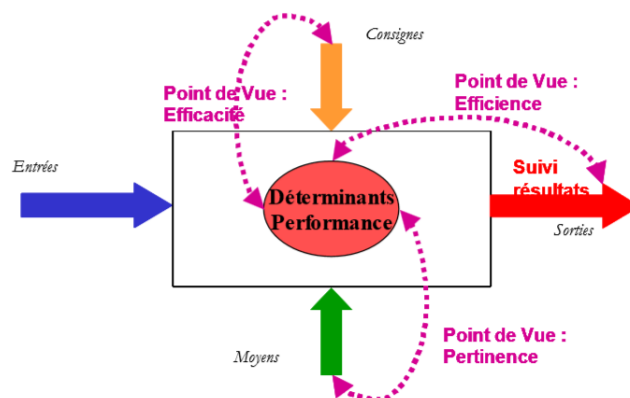 Consignes
Point de Vue :
Efficacité
Point de Vue :
Efficience
Entrées
Suivi
résultats
Déterminants
Performance
Sorties
Moyens
Point de Vue :
Pertinence